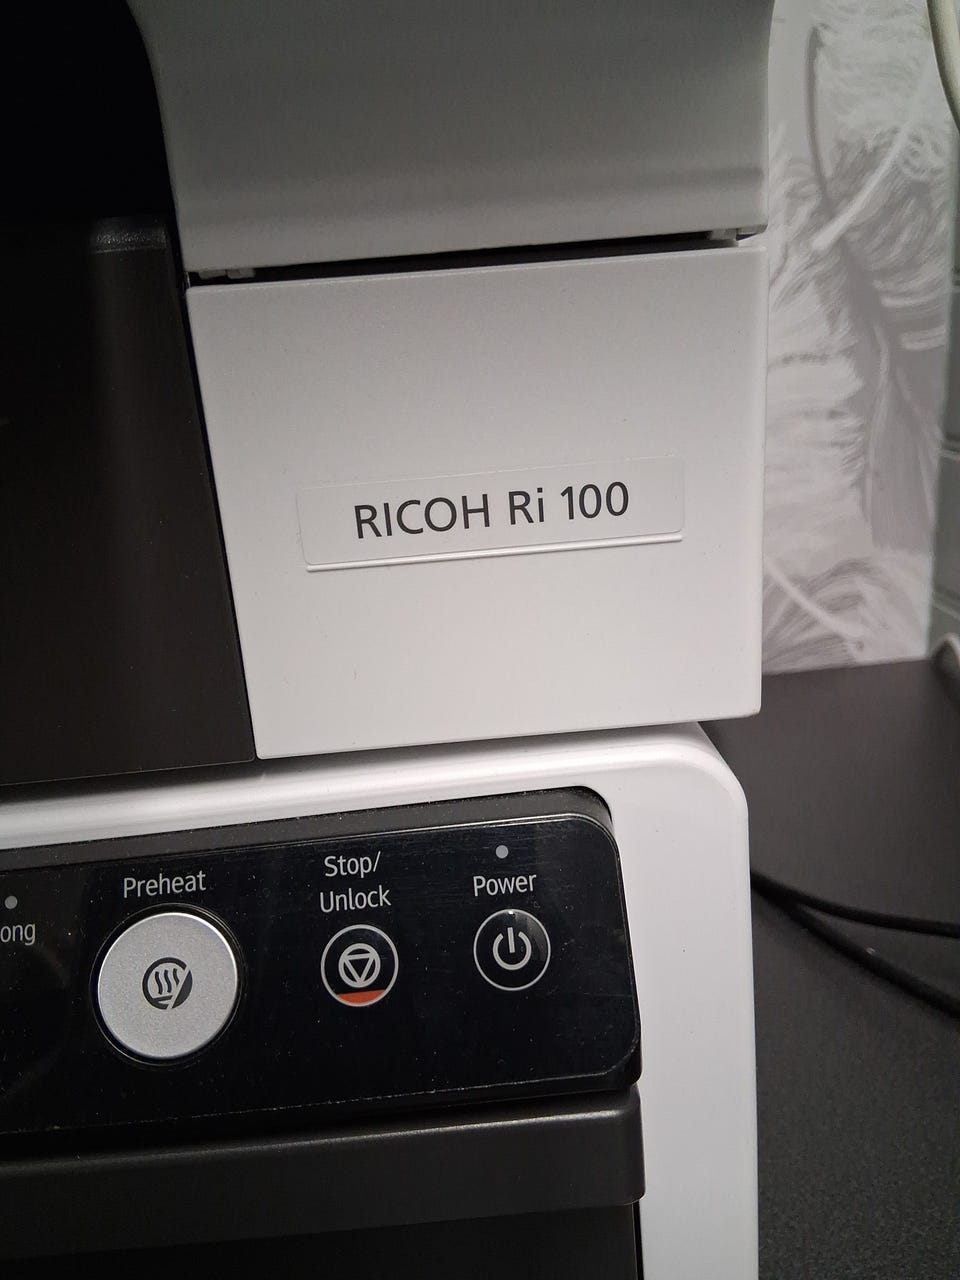 RICOH Ri 100
Stop/
Unlock
Preheat
Power